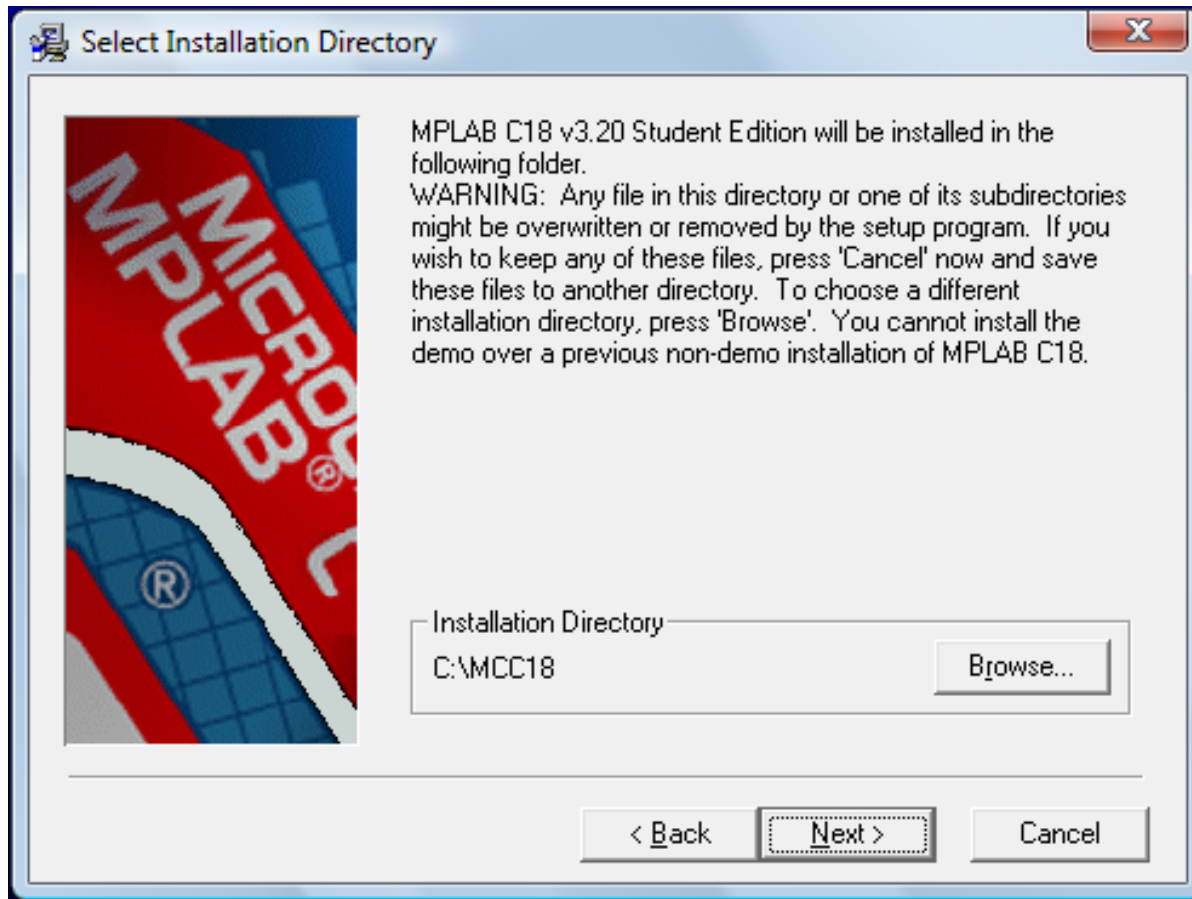 Select Installation Directory
MPLAB C18 v3.20 Student Edition will be installed in the
following folder.
WARNING:  Any file in this directory or one of its subdirectories
might be overwritten or removed by the setup program.  If you
wish to keep any of these files, press 'Cancel' now and save
these files to another directory.  To choose a different
installation directory, press 'Browse'.  You cannot install the
demo over a previous non-demo installation of MPLAB C18.
MPLAB®
®
Installation Directory
C:\MCC18
Browse...
< Back
Next >
Cancel